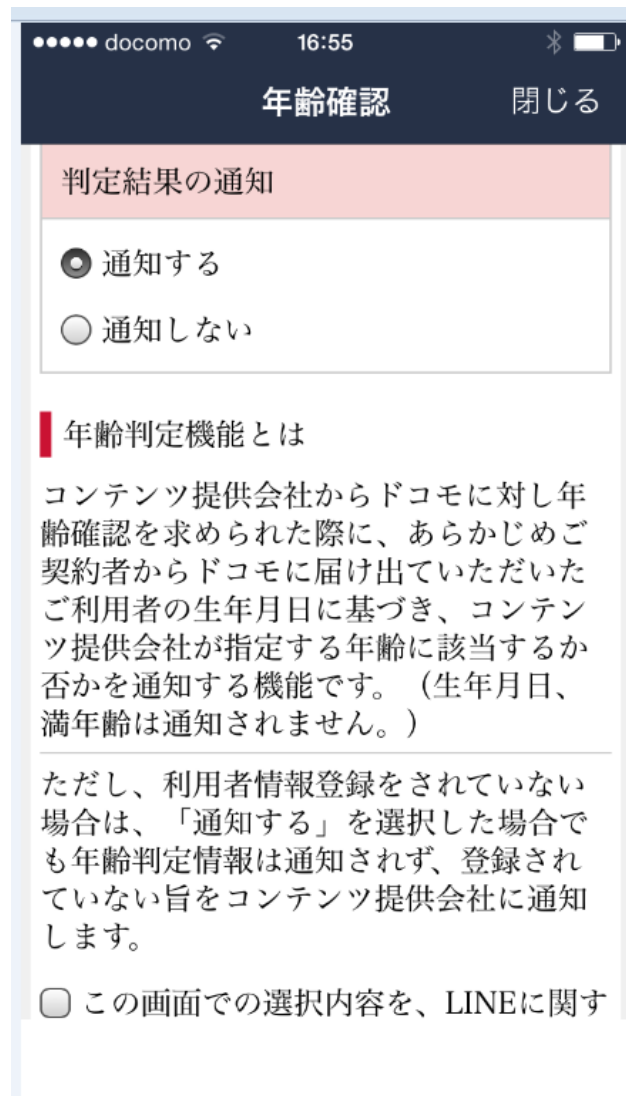 docomo 16:55
年齢確認 閉じる
判定結果の通知
通知する
通知しない
年齢判定機能とは
コンテンツ提供会社からドコモに対し年
齢確認を求められた際に、あらかじめご
契約者からドコモに届け出ていただいた
ご利用者の生年月日に基づき、コンテン
ツ提供会社が指定する年齢に該当するか
否かを通知する機能です。（生年月日、
満年齢は通知されません。）
ただし、利用者情報登録をされていない
場合は、「通知する」を選択した場合で
も年齢判定情報は通知されず、登録され
ていない旨をコンテンツ提供会社に通知
します。
この画面での選択内容を、LINEに関す